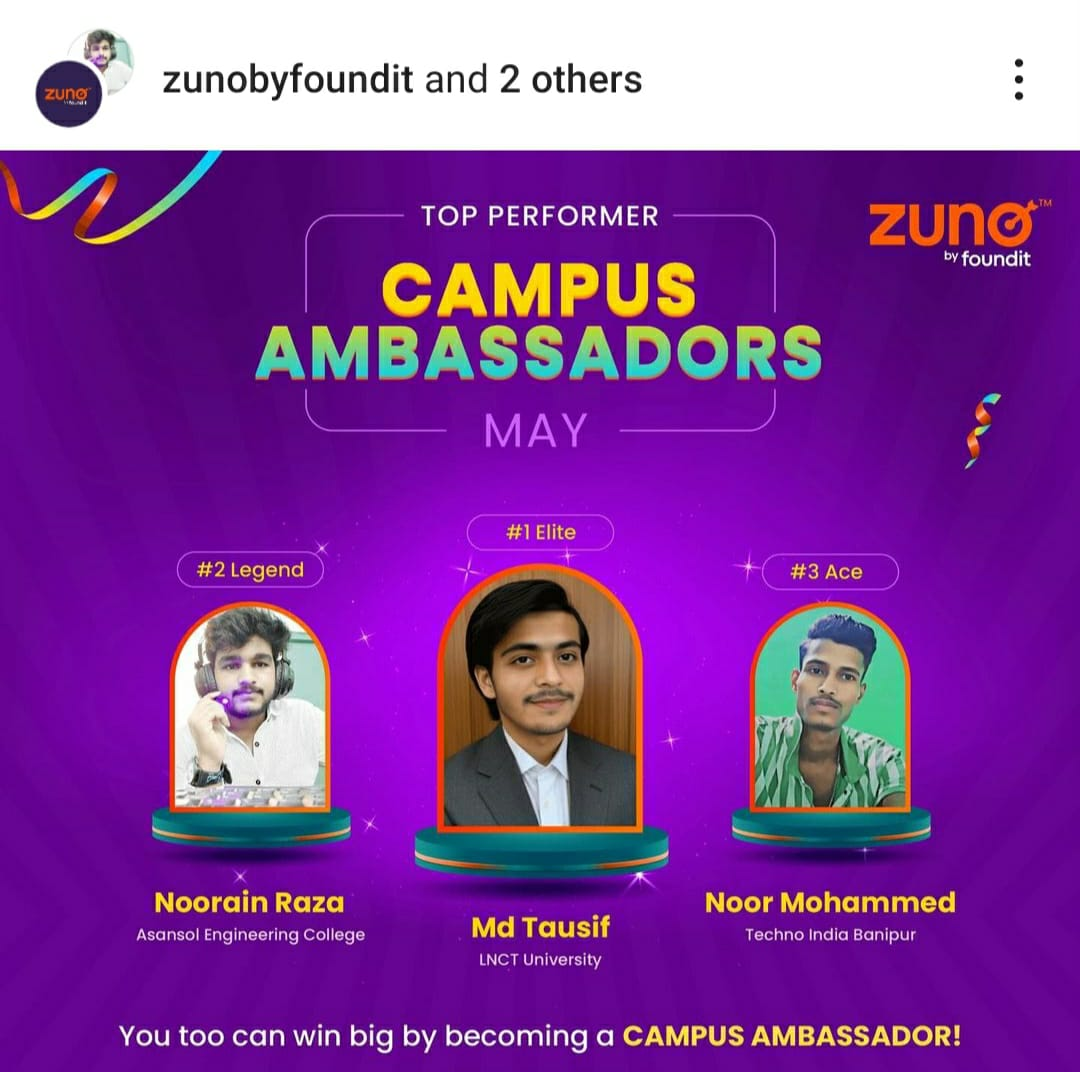 zuno
zunobyfoundit and 2 others
TOP PERFORMER
zuno™
by foundit
CAMPUS
AMBASSADORS
MAY
#1 Elite
#2 Legend
#3 Ace
Noorain Raza
Asansol Engineering College
Md Tausif
LNCT University
Noor Mohammed
Techno India Banipur
You too can win big by becoming a CAMPUS AMBASSADOR!